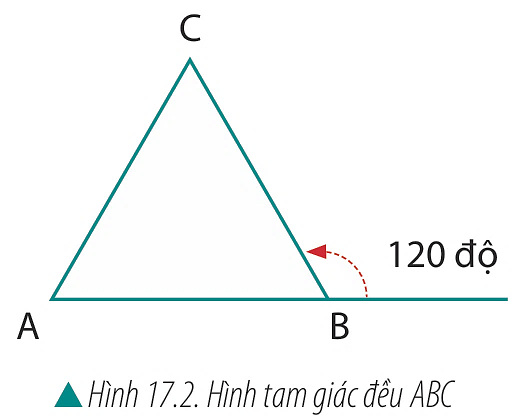 C
120 độ
A
B
Hình 17.2. Hình tam giác đều ABC